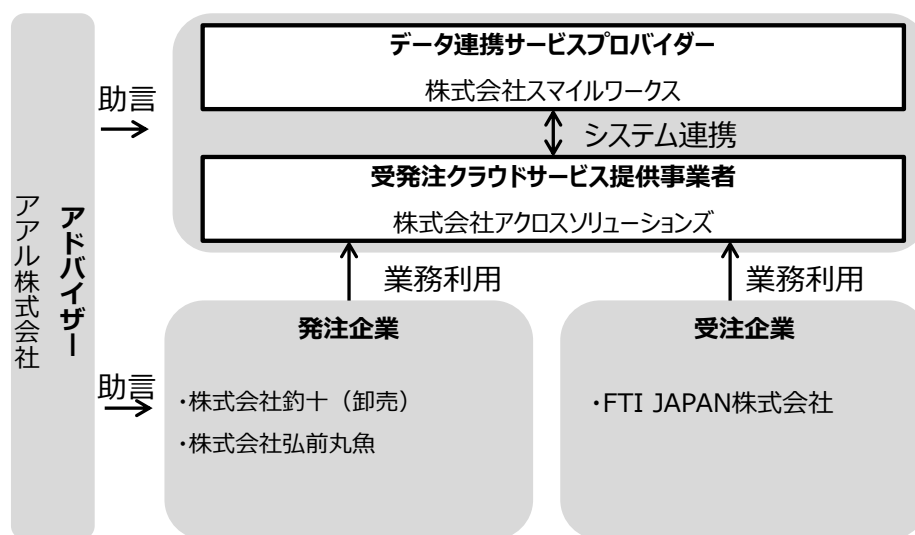 データ連携サービスプロバイダー
株式会社スマイルワークス
助言
システム連携
受発注クラウドサービス提供事業者
株式会社アクロスソリューションズ
アドバイザー
アアル株式会社
業務利用
業務利用
発注企業
受注企業
助言
・株式会社釣十（卸売）
・株式会社弘前丸魚
・FTI JAPAN株式会社